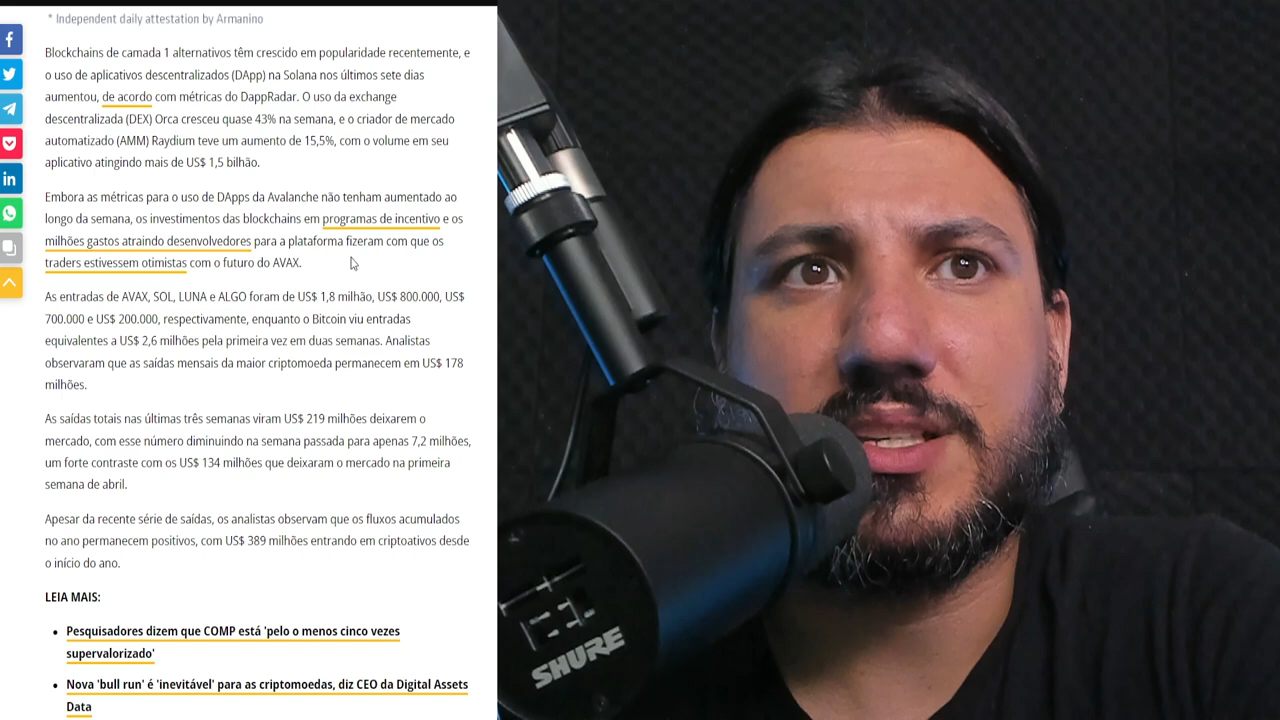 * Independent daily attestation by Armanino
Blockchains de camada 1 alternativos têm crescido em popularidade recentemente, e
o uso de aplicativos descentralizados (DApp) na Solana nos últimos sete dias
aumentou, de acordo com métricas do DappRadar. O uso da exchange
descentralizada (DEX) Orca cresceu quase 43% na semana, e o criador de mercado
automatizado (AMM) Raydium teve um aumento de 15,5%, com o volume em seu
aplicativo atingindo mais de US$ 1,5 bilhão.
Embora as métricas para o uso de DApps da Avalanche não tenham aumentado ao
longo da semana, os investimentos das blockchains em programas de incentivo e os
milhões gastos atraindo desenvolvedores para a plataforma fizeram com que os
traders estivessem otimistas com o futuro do AVAX.
As entradas de AVAX, SOL, LUNA e ALGO foram de US$ 1,8 milhão, US$ 800.000, US$
700.000 e US$ 200.000, respectivamente, enquanto o Bitcoin viu entradas
equivalentes a US$ 2,6 milhões pela primeira vez em duas semanas. Analistas
observaram que as saídas mensais da maior criptomoeda permanecem em US$ 178
milhões.
As saídas totais nas últimas três semanas viram US$ 219 milhões deixarem o
mercado, com esse número diminuindo na semana passada para apenas 7,2 milhões,
um forte contraste com os US$ 134 milhões que deixaram o mercado na primeira
semana de abril.
Apesar da recente série de saídas, os analistas observam que os fluxos acumulados
no ano permanecem positivos, com US$ 389 milhões entrando em criptoativos desde
o início do ano.
LEIA MAIS:
Pesquisadores dizem que COMP está 'pelo o menos cinco vezes
supervalorizado'
Nova 'bull run' é 'inevitável' para as criptomoedas, diz CEO da Digital Assets
Data
SHURE